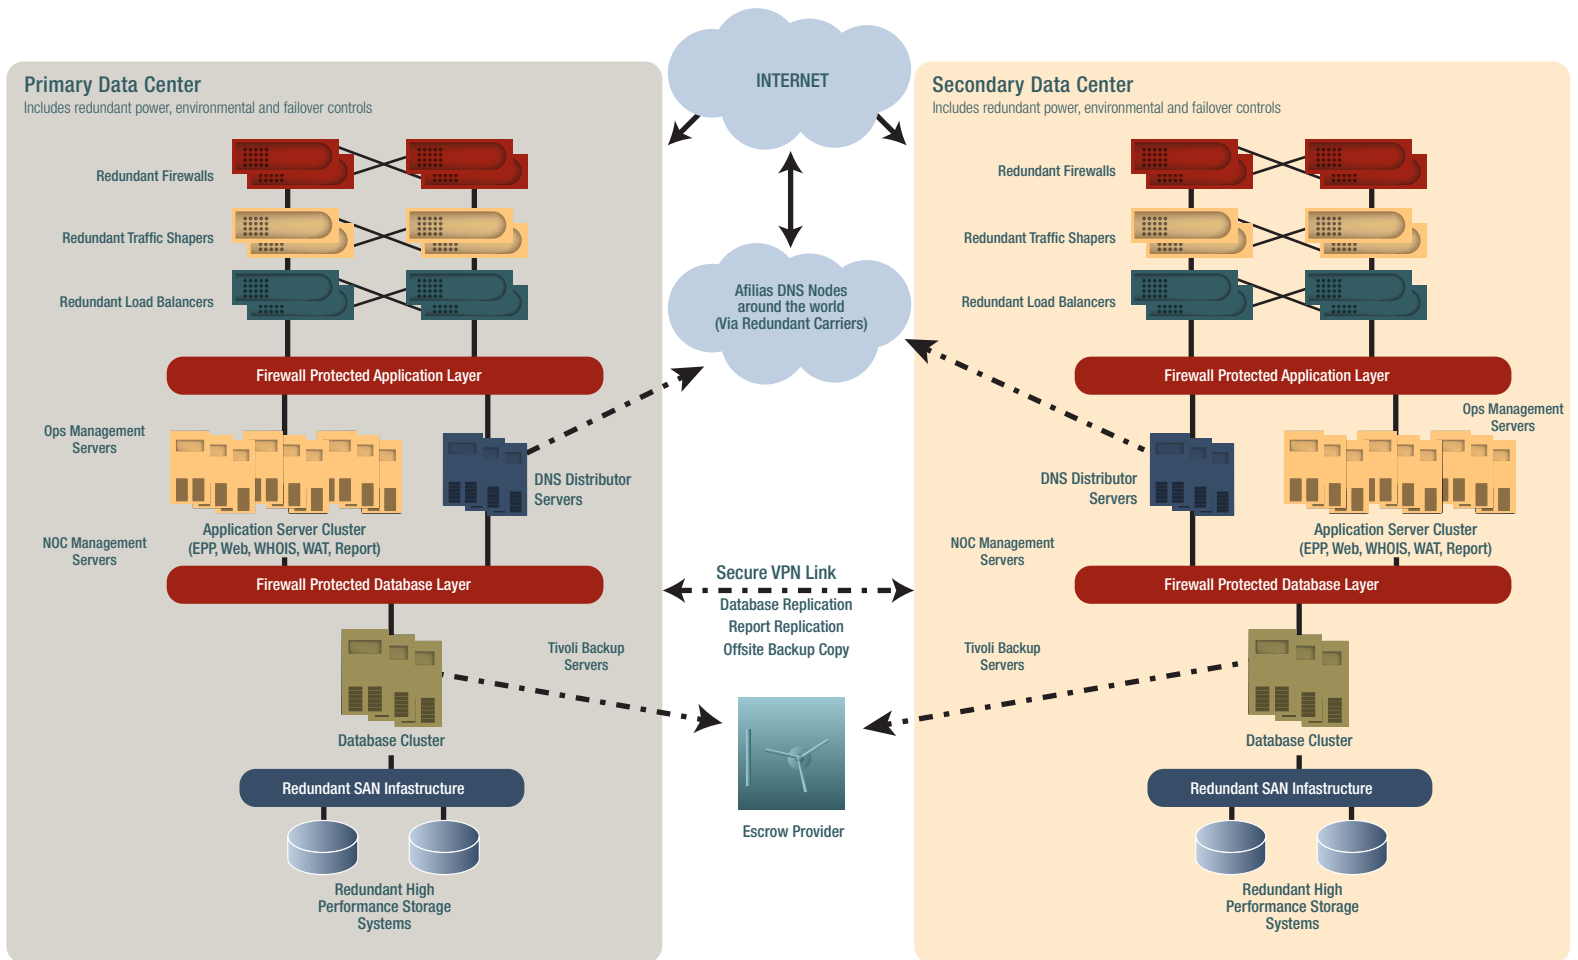 INTERNET
Primary Data Center
Includes redundant power, environmental and failover controls
Redundant Firewalls
Redundant Traffic Shapers
Redundant Load Balancers
Firewall Protected Application Layer
Ops Management
Servers
DNS Distributor
Servers
Application Server Cluster
(EPP, Web, WHOIS, WAT, Report)
NOC Management
Servers
Firewall Protected Database Layer
Tivoli Backup
Servers
Database Cluster
Redundant SAN Infastructure
Redundant High
Performance Storage
Systems
Afilias DNS Nodes
around the world
(Via Redundant Carriers)
Secure VPN Link
Database Replication
Report Replication
Offsite Backup Copy
Escrow Provider
Secondary Data Center
Includes redundant power, environmental and failover controls
Redundant Firewalls
Redundant Traffic Shapers
Redundant Load Balancers
Firewall Protected Application Layer
Ops Management
Servers
DNS Distributor
Servers
Application Server Cluster
(EPP, Web, WHOIS, WAT, Report)
NOC Management
Servers
Firewall Protected Database Layer
Tivoli Backup
Servers
Database Cluster
Redundant SAN Infastructure
Redundant High
Performance Storage
Systems